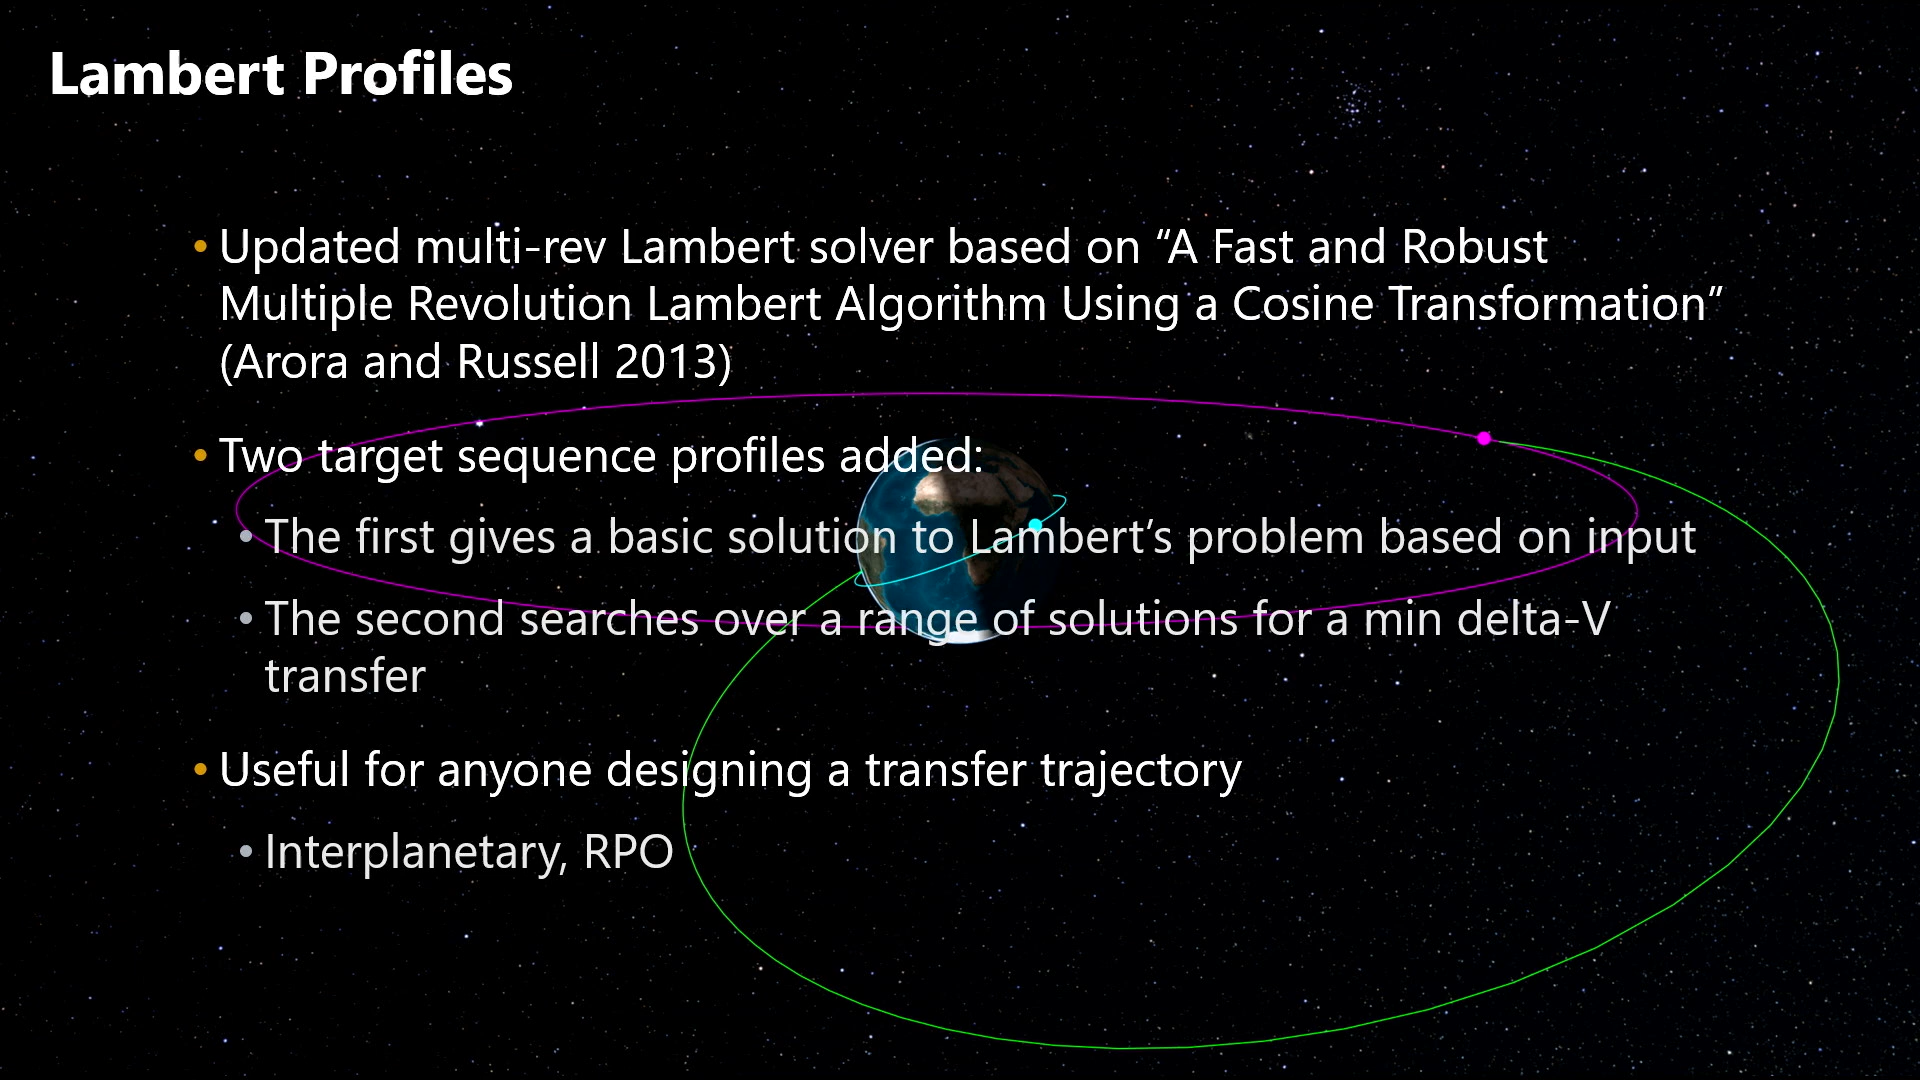 Lambert Profiles
• Updated multi-rev Lambert solver based on “A Fast and Robust
Multiple Revolution Lambert Algorithm Using a Cosine Transformation”
(Arora and Russell 2013)
• Two target sequence profiles added:
• The first gives a basic solution to Lambert’s problem based on input
• The second searches over a range of solutions for a min delta-V
transfer
• Useful for anyone designing a transfer trajectory
• Interplanetary, RPO